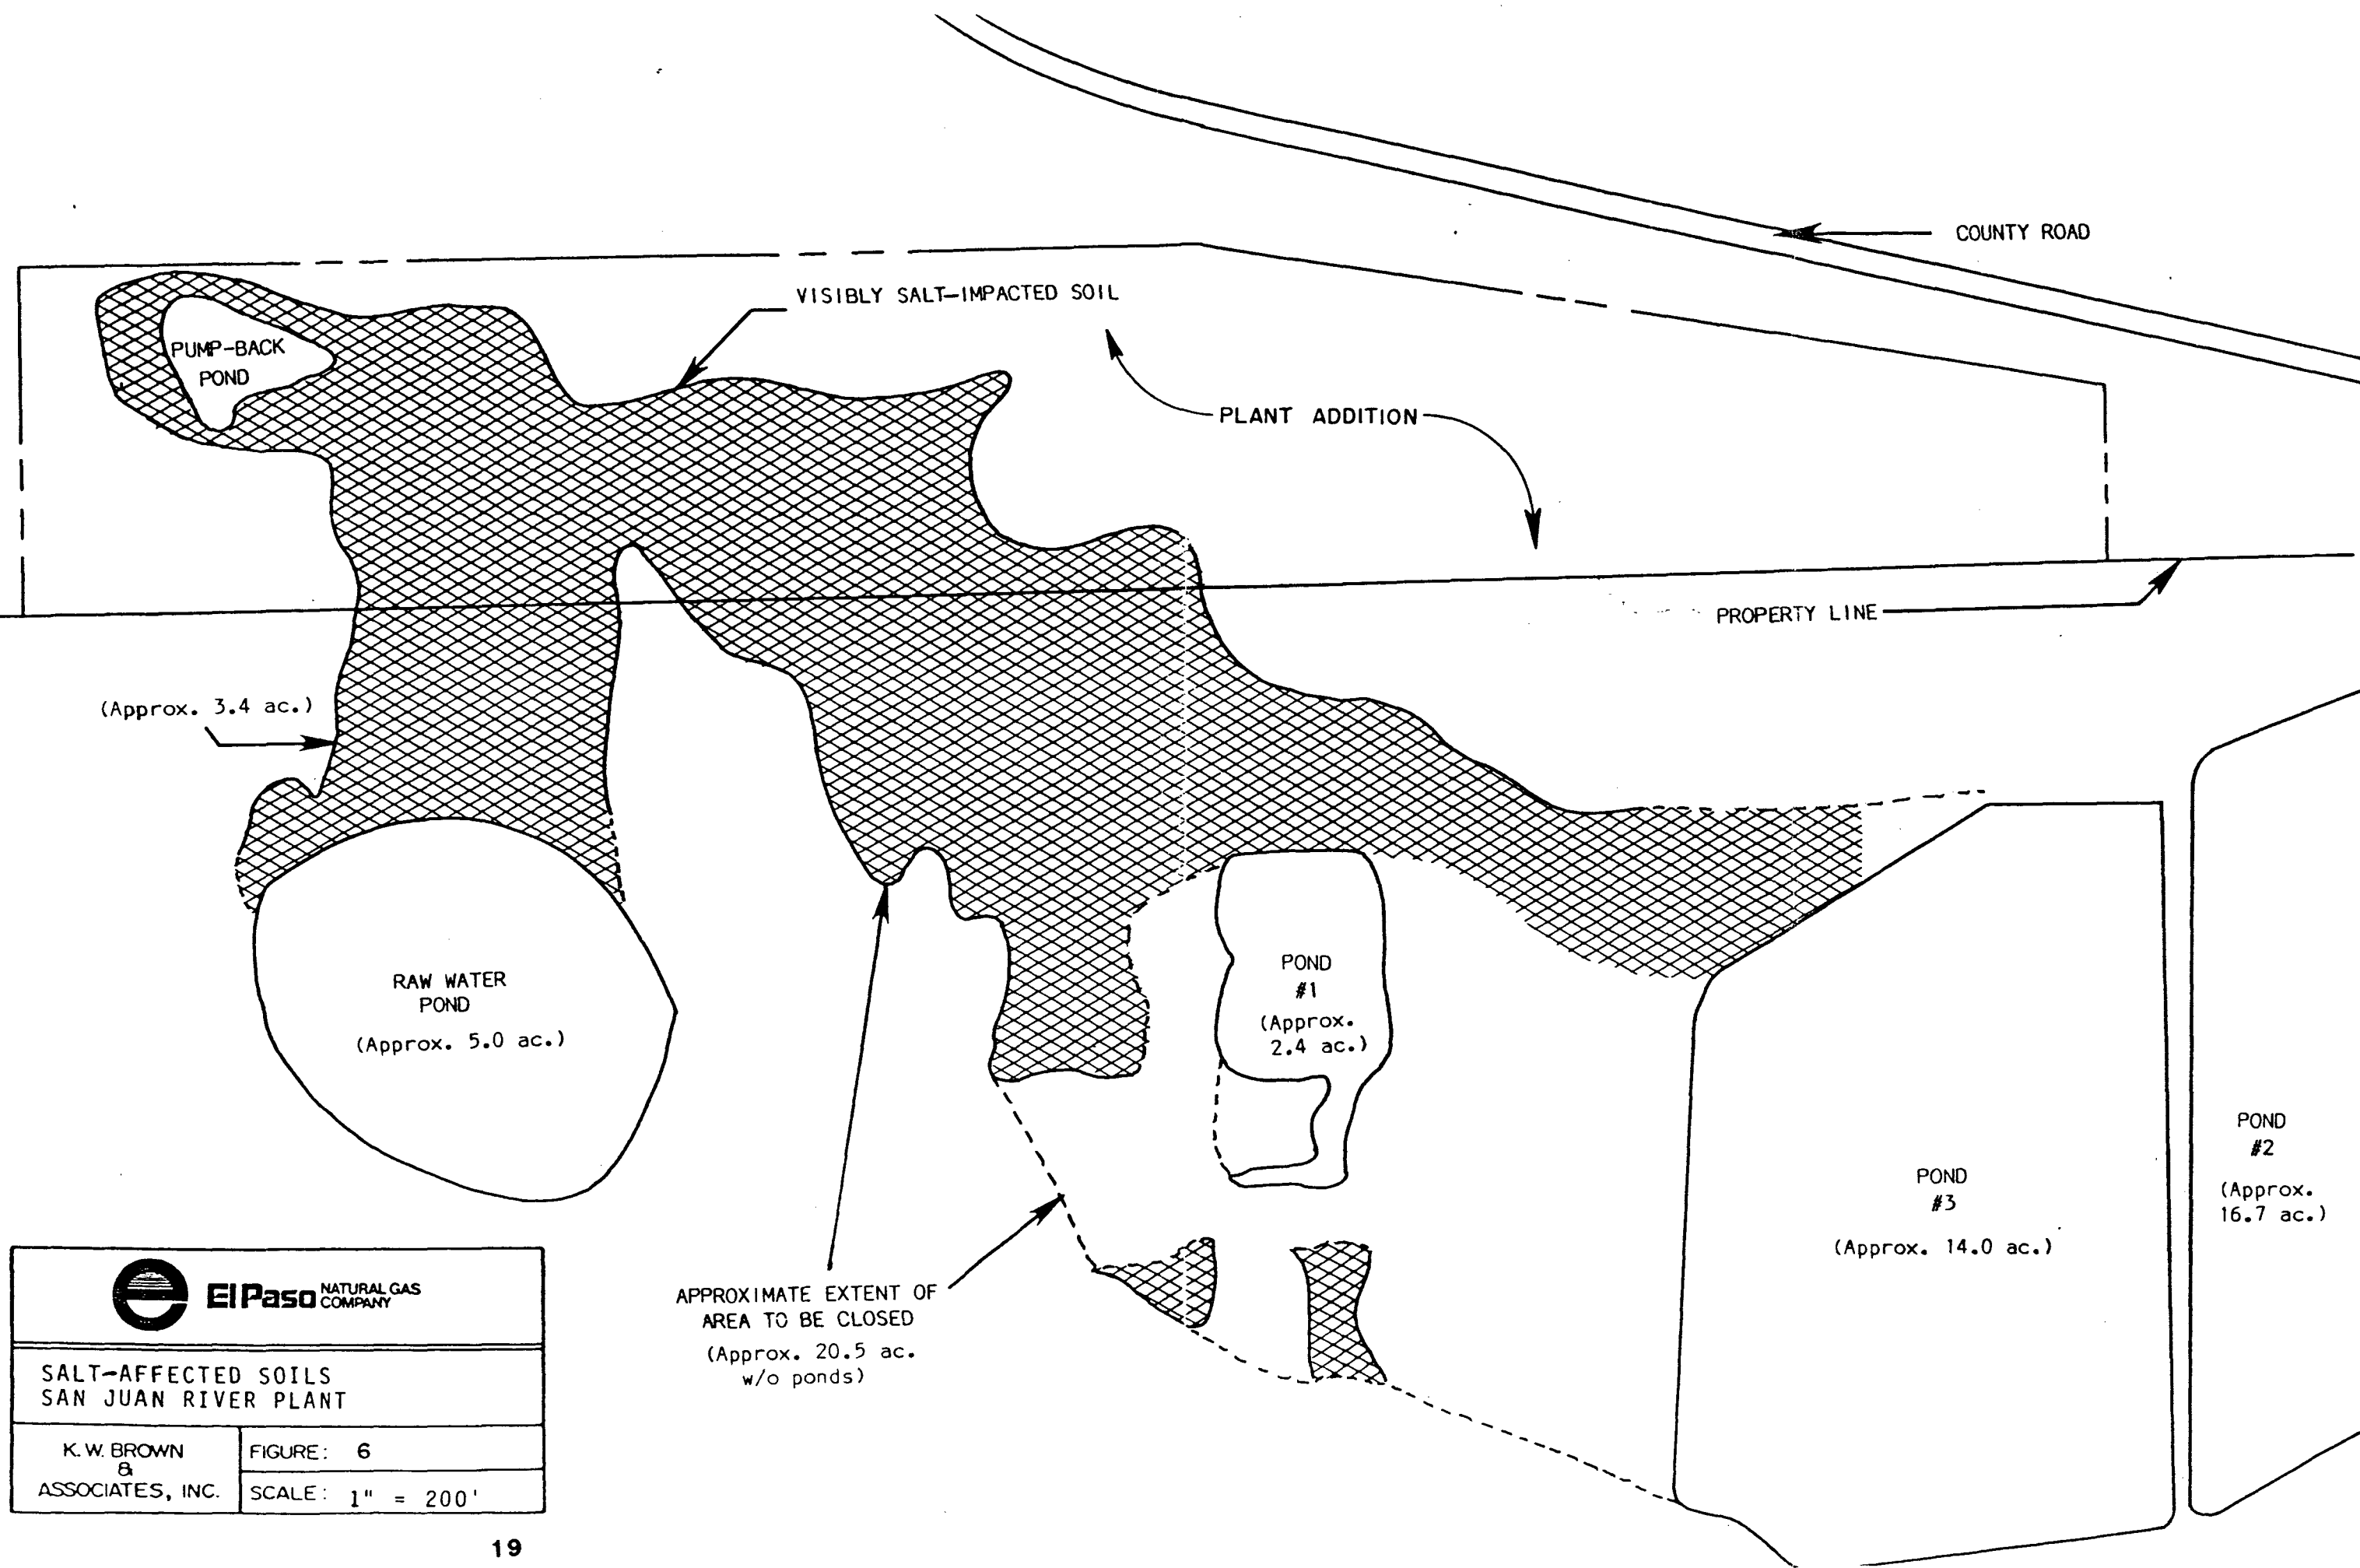 COUNTY ROAD
VISIBLY SALT-IMPACTED SOIL
PUMP-BACK
POND
PLANT ADDITION
PROPERTY LINE
(Approx. 3.4 ac.)
RAW WATER
POND
(Approx. 5.0 ac.)
POND
#1
(Approx.
2.4 ac.)
POND
#2
(Approx.
16.7 ac.)
POND
#3
(Approx. 14.0 ac.)
APPROXIMATE EXTENT OF
AREA TO BE CLOSED
(Approx. 20.5 ac.
w/o ponds)
El Paso NATURAL GAS
COMPANY
SALT-AFFECTED SOILS
SAN JUAN RIVER PLANT
K.W. BROWN
&
ASSOCIATES, INC.
FIGURE: 6
SCALE: 1" = 200'
19